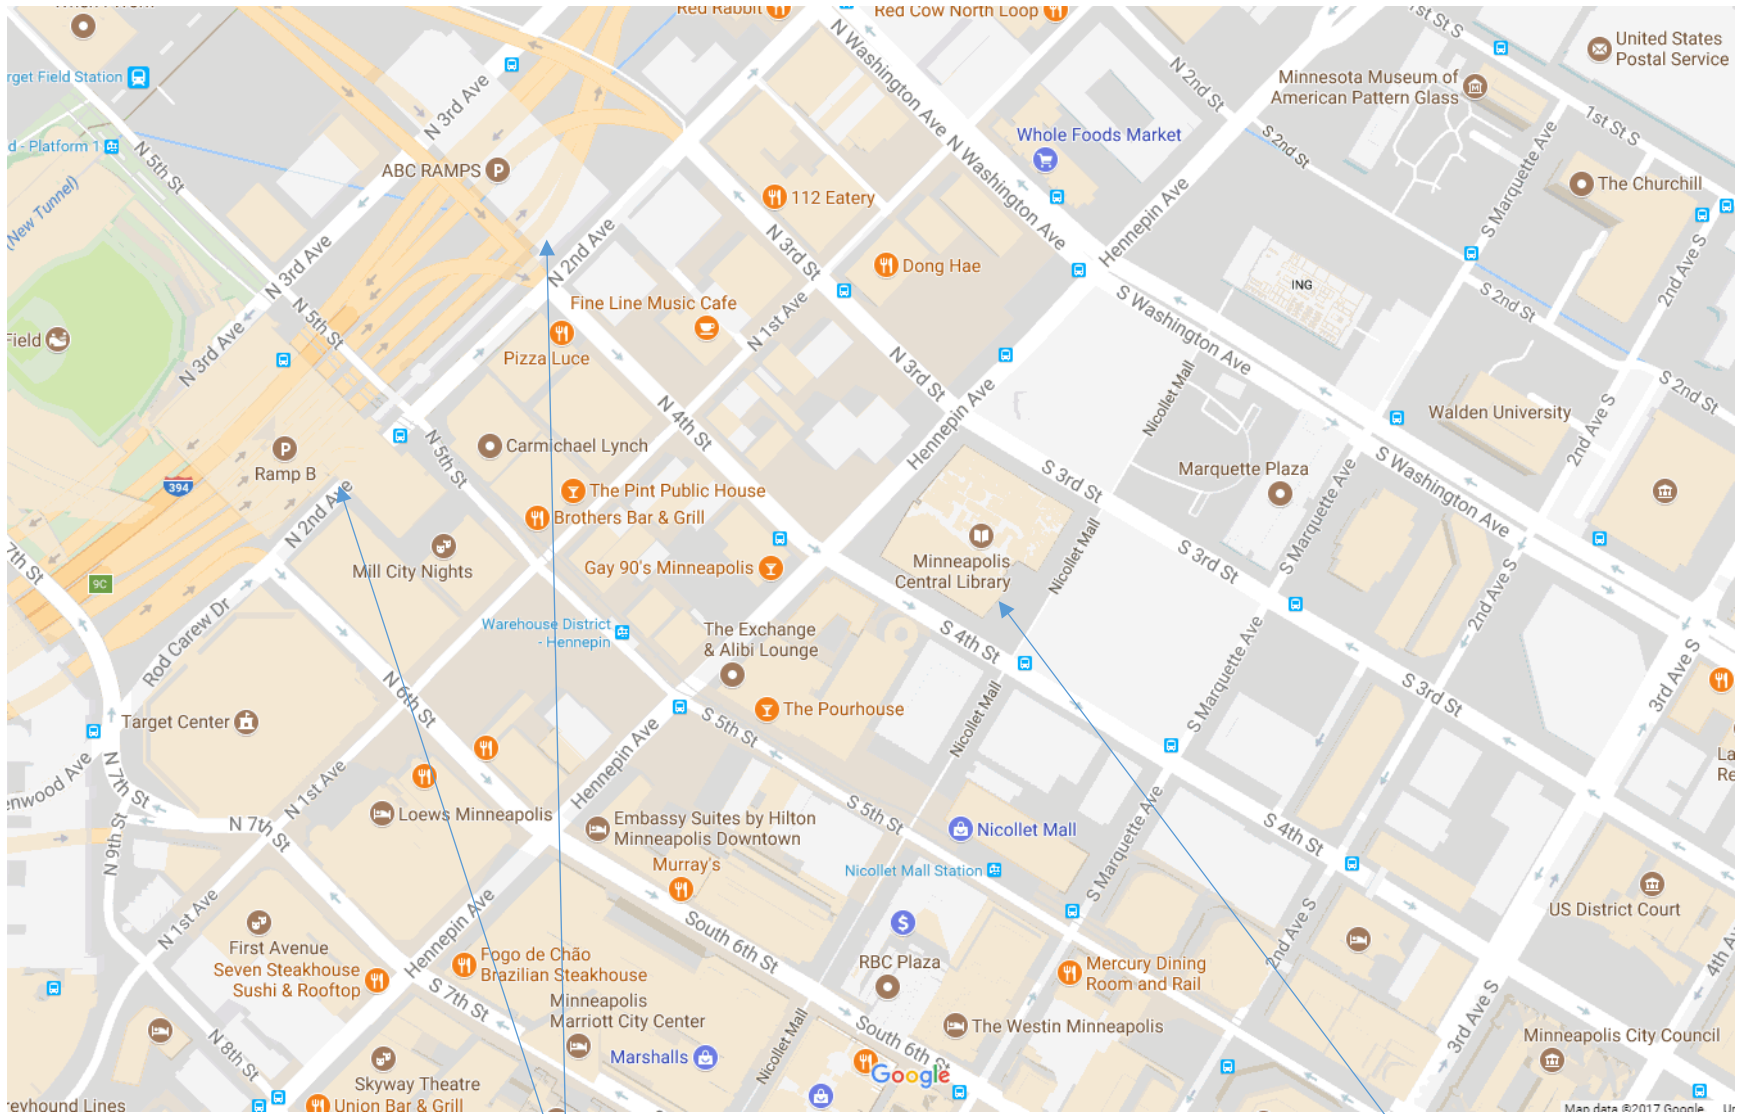 Red Rabbit
Red Cow North Loop
1st St S
United States
Postal Service
N Washington Ave
N 2nd St
Minnesota Museum of
American Pattern Glass
Target Field Station
N 3rd Ave
1st St S
S 2nd St
Whole Foods Market
S Marquette Ave
N 5th St
ABC RAMPS
P
N Washington Ave
The Churchill
112 Eatery
Hennepin Ave
(New Tunnel)
N 2nd Ave
N 3rd St
Dong Hae
2nd Ave S
N 3rd Ave
ING
S 2nd St
Fine Line Music Cafe
N 5th St
N 1st Ave
S Washington Ave
Field
Pizza Luce
N 3rd Ave
N 3rd St
Nicollet Mall
S 2nd St
Hennepin Ave
Walden University
N 4th St
2nd Ave S
Carmichael Lynch
N 5th St
P
Ramp B
S 3rd St
Marquette Plaza
S Washington Ave
394
The Pint Public House
Brothers Bar & Grill
S Marquette Ave
N 2nd Ave
Nicollet Mall
S 3rd St
7th St
Mill City Nights
Gay 90's Minneapolis
Minneapolis
Central Library
9C
2nd Ave S
Rod Carew Dr
Warehouse District
- Hennepin
The Exchange
& Alibi Lounge
S 4th St
S Marquette Ave
3rd Ave S
N 6th St
S 3rd St
Target Center
The Pourhouse
S 5th St
Nicollet Mall
Hennepin Ave
N 7th St
N 1st Ave
Loews Minneapolis
Embassy Suites by Hilton
Minneapolis Downtown
S 5th St
Nicollet Mall
N 7th St
S Marquette Ave
S 4th St
N 9th St
Murray's
Nicollet Mall Station
US District Court
N 1st Ave
Hennepin Ave
South 6th St
2nd Ave S
First Avenue
Seven Steakhouse
Sushi & Rooftop
Fogo de Chão
Brazilian Steakhouse
RBC Plaza
Mercury Dining
Room and Rail
S 7th St
Minneapolis
Marriott City Center
The Westin Minneapolis
3rd Ave S
Minneapolis City Council
N 8th St
South 6th St
Nicollet Mall
Marshalls
Google
Skyway Theatre
Union Bar & Grill
Map data ©2017 Google